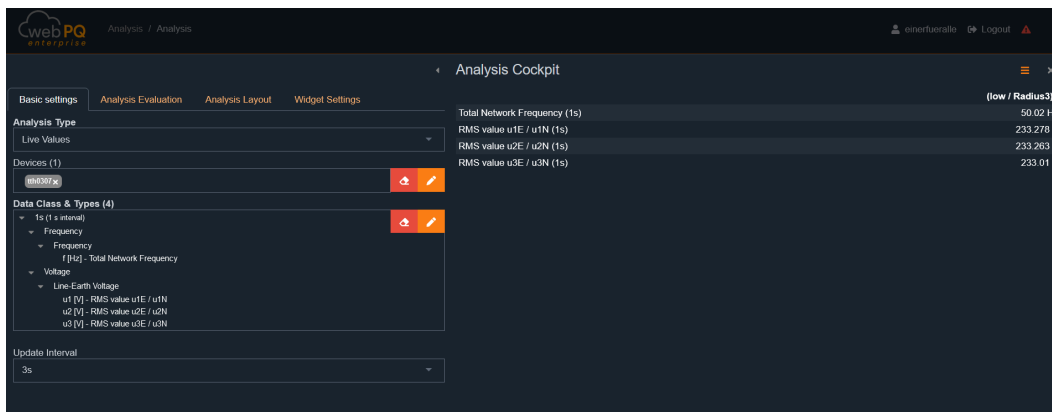 webPQ
enterprise
Analysis / Analysis
einerfueralle Logout
Basic settings Analysis Evaluation Analysis Layout Widget Settings
Analysis Type
Live Values
Devices (1)
tth0307 x
Data Class & Types (4)
1s (1 s interval)
Frequency
Frequency
f [Hz] - Total Network Frequency
Voltage
Line-Earth Voltage
u1 [V] - RMS value u1E / u1N
u2 [V] - RMS value u2E / u2N
u3 [V] - RMS value u3E / u3N
Update Interval
3s
Analysis Cockpit
(low / Radius3)
Total Network Frequency (1s) 50.02 H
RMS value u1E / u1N (1s) 233.278
RMS value u2E / u2N (1s) 233.263
RMS value u3E / u3N (1s) 233.01